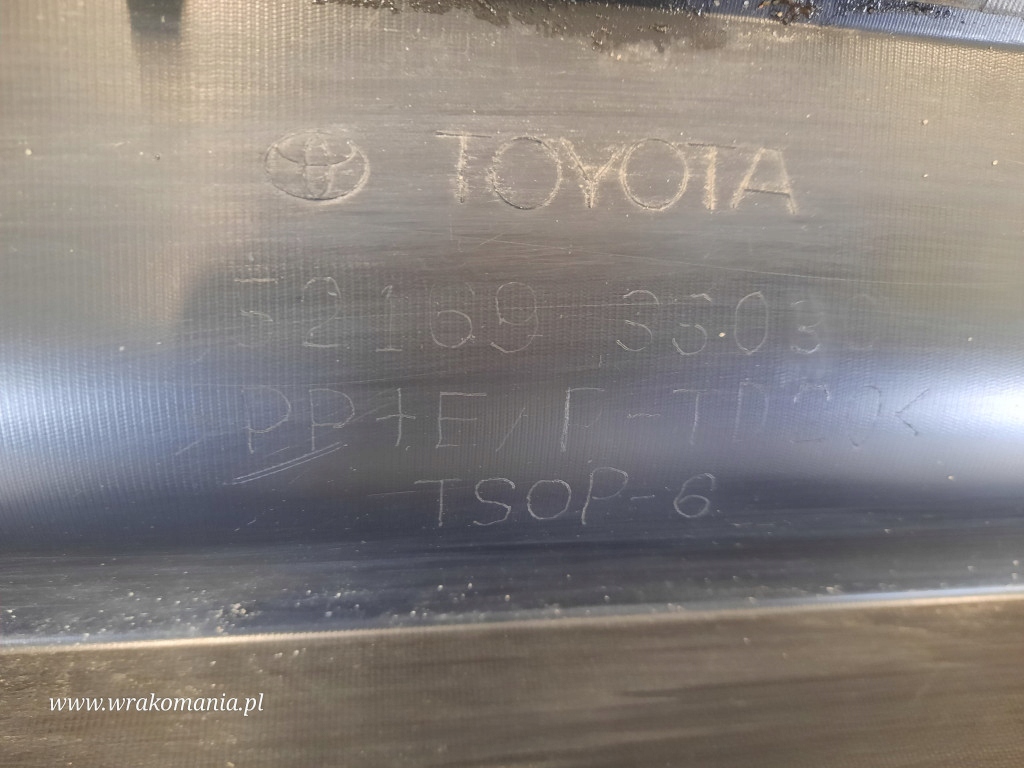 TOYOTA
52169-33030
PP+E/P-TD20
TSOP-6
www.wrakomania.pl